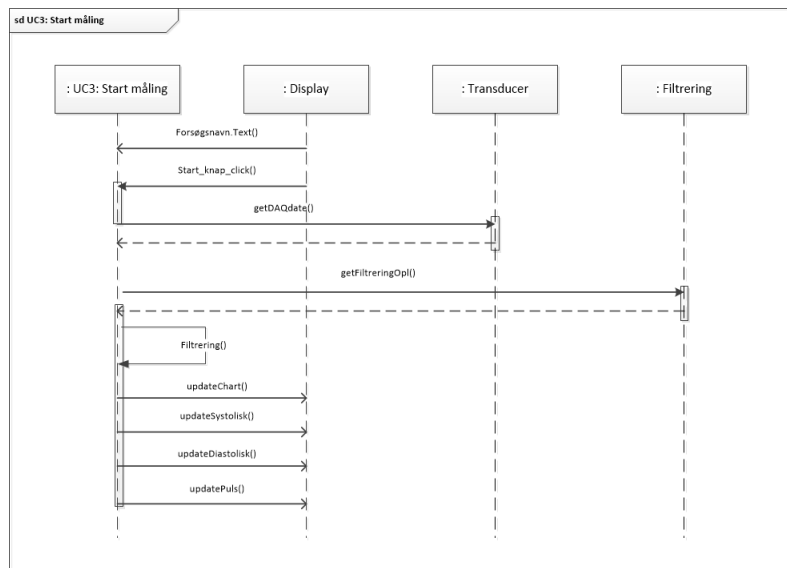 sd UC3: Start måling
: UC3: Start måling
: Display
: Transducer
: Filtrering
Forsøgsnavn.Text()
Start_knap_click()
getDAQdate()
getFiltreringOpl()
Filtrering()
updateChart()
updateSystolisk()
updateDiastolisk()
updatePuls()